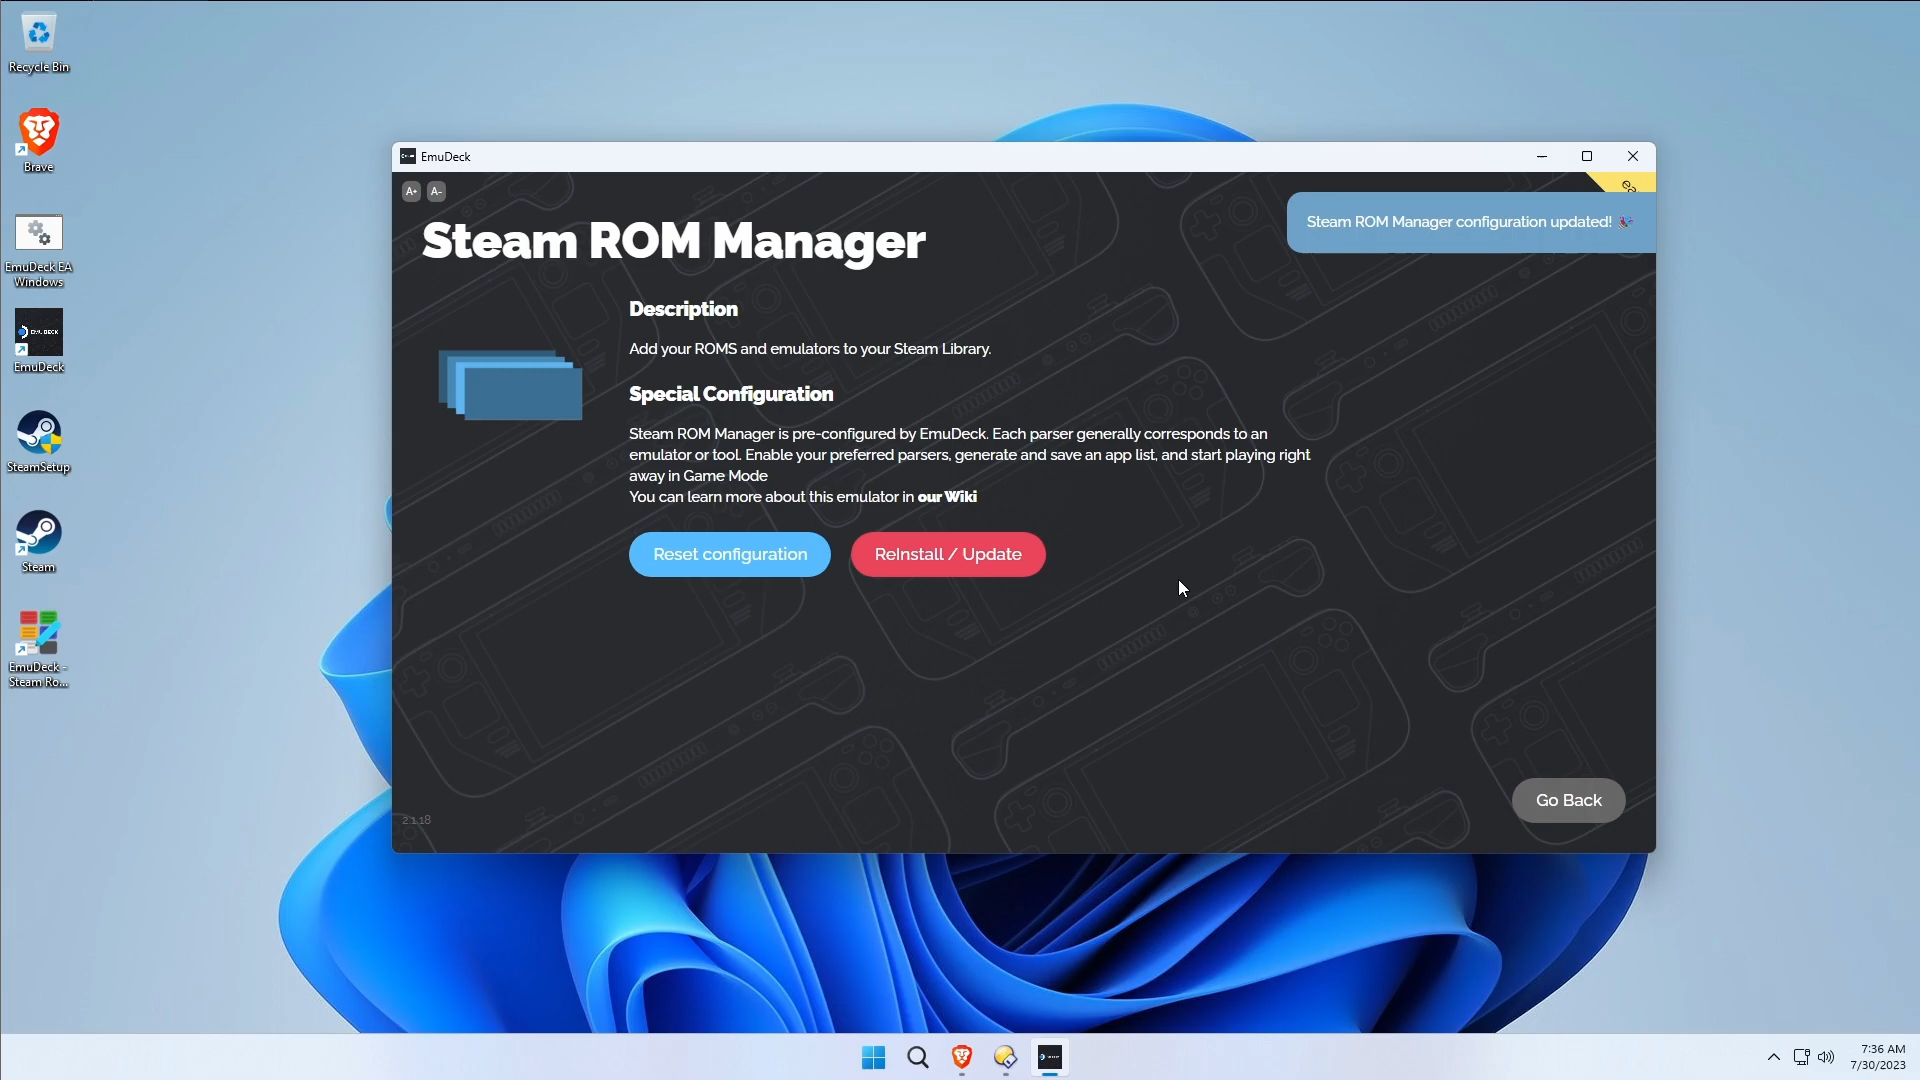 Recycle Bin
Brave
EmuDeck EA
Windows
EmuDeck
SteamSetup
Steam
EmuDeck -
Steam Ro...
EmuDeck
A+ A-
Steam ROM Manager
Steam ROM Manager configuration updated! 🎉
Description
Add your ROMS and emulators to your Steam Library.
Special Configuration
Steam ROM Manager is pre-configured by EmuDeck. Each parser generally corresponds to an
emulator or tool. Enable your preferred parsers, generate and save an app list, and start playing right
away in Game Mode
You can learn more about this emulator in our Wiki
Reset configuration
ReInstall / Update
Go Back
2.1.18
7:36 AM
7/30/2023